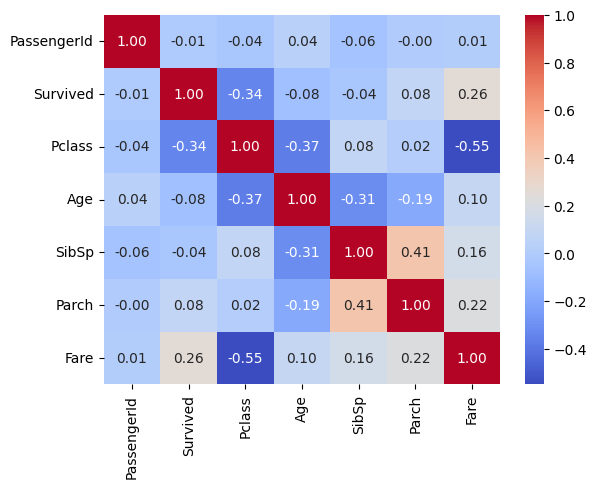 PassengerId 1.00 -0.01 -0.04 0.04 -0.06 -0.00 0.01
Survived -0.01 1.00 -0.34 -0.08 -0.04 0.08 0.26
Pclass -0.04 -0.34 1.00 -0.37 0.08 0.02 -0.55
Age 0.04 -0.08 -0.37 1.00 -0.31 -0.19 0.10
SibSp -0.06 -0.04 0.08 -0.31 1.00 0.41 0.16
Parch -0.00 0.08 0.02 -0.19 0.41 1.00 0.22
Fare 0.01 0.26 -0.55 0.10 0.16 0.22 1.00
PassengerId Survived Pclass Age SibSp Parch Fare
1.0
0.8
0.6
0.4
0.2
0.0
−0.2
−0.4